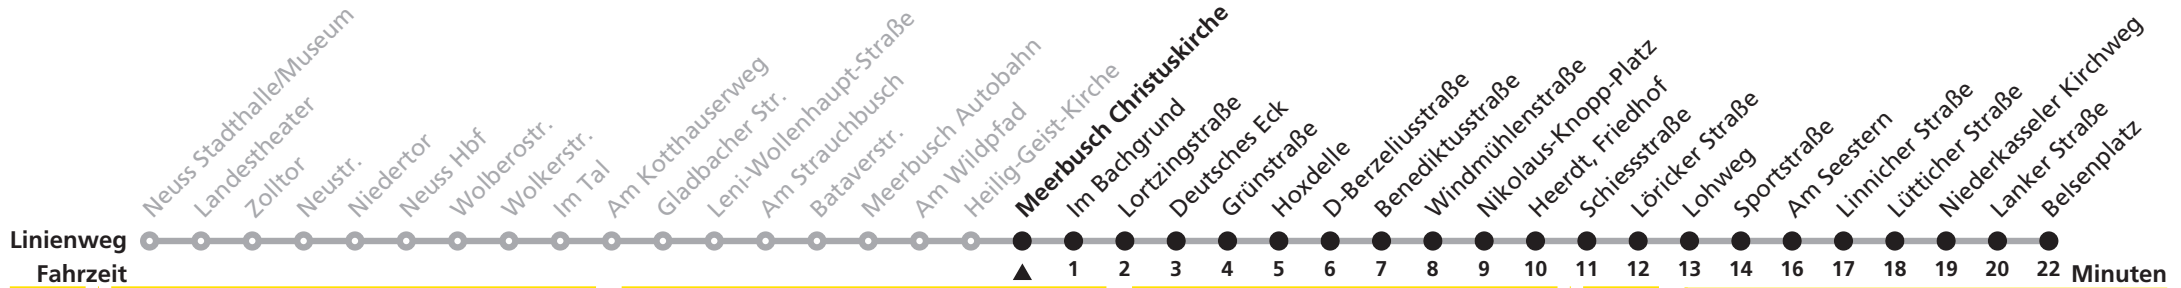 Neuss Stadthalle/Museum
Landestheater
Zolltor
Neustr.
Niedertor
Neuss Hbf
Wolberostr.
Wolkerstr.
Im Tal
Am Kotthauserweg
Gladbacher Str.
Leni-Wollenhaupt-Straße
Am Strauchbusch
Bataverstr.
Meerbusch Autobahn
Am Wildpfad
Heilig-Geist-Kirche
Meerbusch Christuskirche
Im Bachgrund
Lortzingstraße
Deutsches Eck
Grünstraße
Hoxdelle
D-Berzeliusstraße
Benediktusstraße
Windmühlenstraße
Nikolaus-Knopp-Platz
Heerdt, Friedhof
Schiessstraße
Löricker Straße
Lohweg
Sportstraße
Am Seestern
Linnicher Straße
Lütticher Straße
Niederkasseler Kirchweg
Lanker Straße
Belsenplatz
Linienweg
Fahrzeit 1 2 3 4 5 6 7 8 9 10 11 12 13 14 16 17 18 19 20 22 Minuten